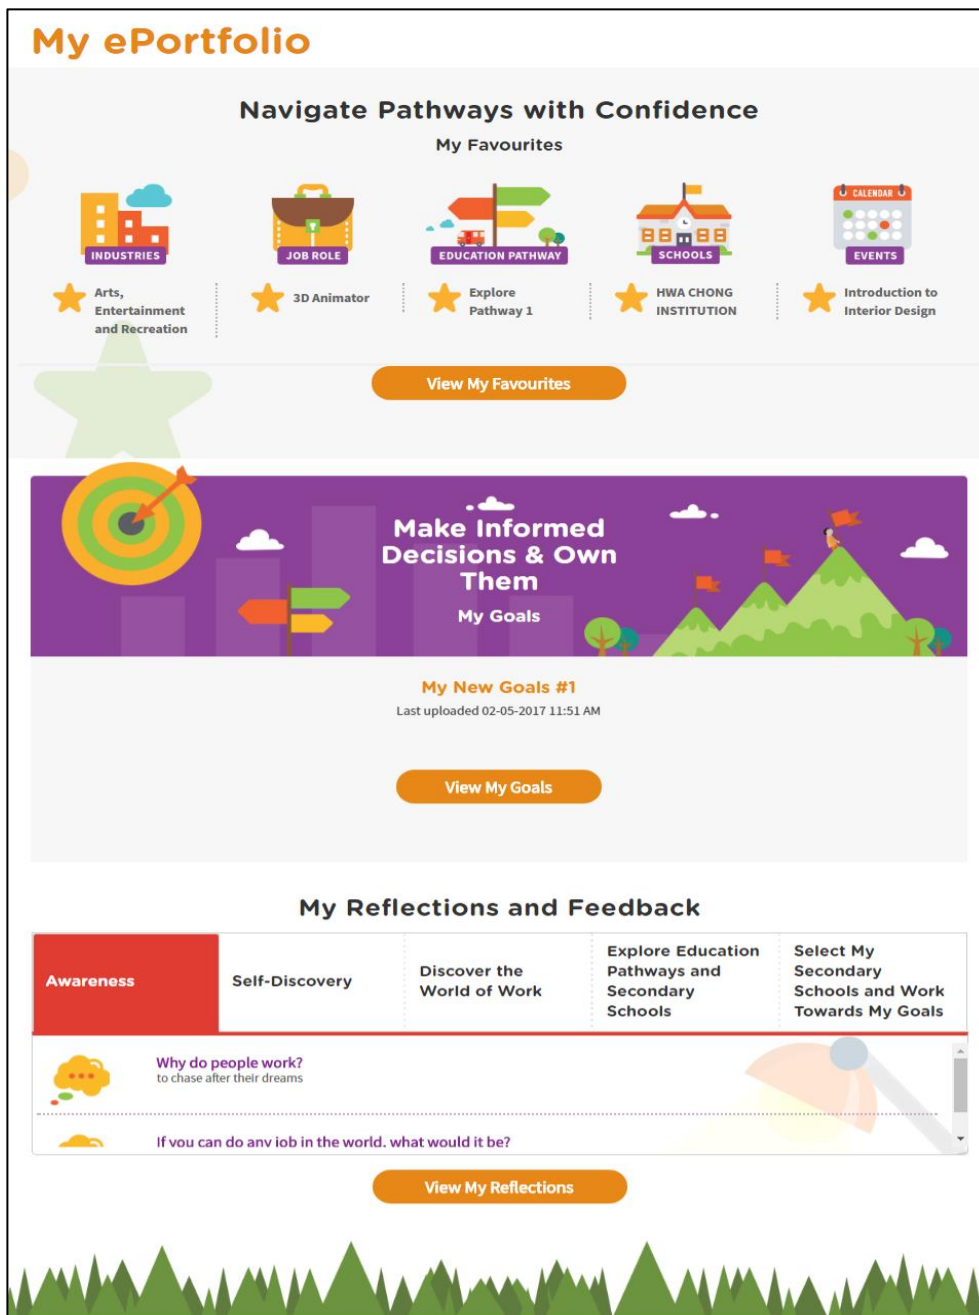 My ePortfolio
Navigate Pathways with Confidence
My Favourites
INDUSTRIES
JOB ROLE
EDUCATION PATHWAY
SCHOOLS
CALENDAR
EVENTS
Arts,
Entertainment
and Recreation
3D Animator
Explore
Pathway 1
HWA CHONG
INSTITUTION
Introduction to
Interior Design
View My Favourites
Make Informed
Decisions & Own
Them
My Goals
My New Goals #1
Last uploaded 02-05-2017 11:51 AM
View My Goals
My Reflections and Feedback
Awareness
Self-Discovery
Discover the
World of Work
Explore Education
Pathways and
Secondary
Schools
Select My
Secondary
Schools and Work
Towards My Goals
Why do people work?
to chase after their dreams
If you can do any job in the world, what would it be?
View My Reflections